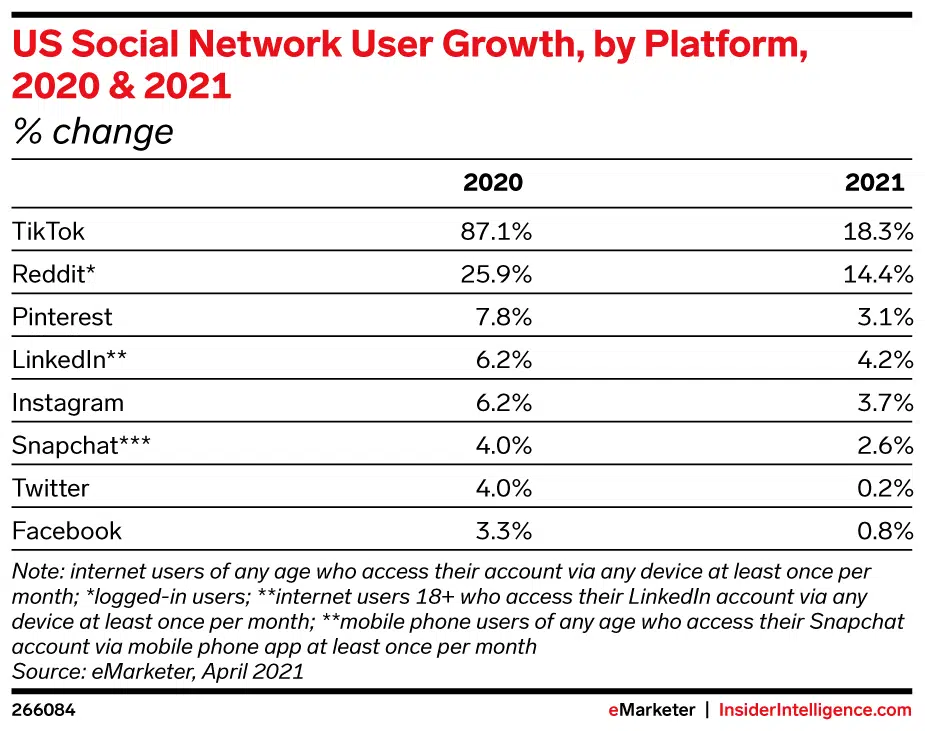 US Social Network User Growth, by Platform,
2020 & 2021
% change
2020 2021
TikTok 87.1% 18.3%
Reddit* 25.9% 14.4%
Pinterest 7.8% 3.1%
LinkedIn** 6.2% 4.2%
Instagram 6.2% 3.7%
Snapchat*** 4.0% 2.6%
Twitter 4.0% 0.2%
Facebook 3.3% 0.8%
Note: internet users of any age who access their account via any device at least once per
month; *logged-in users; **internet users 18+ who access their LinkedIn account via any
device at least once per month; **mobile phone users of any age who access their Snapchat
account via mobile phone app at least once per month
Source: eMarketer, April 2021
266084 eMarketer | InsiderIntelligence.com